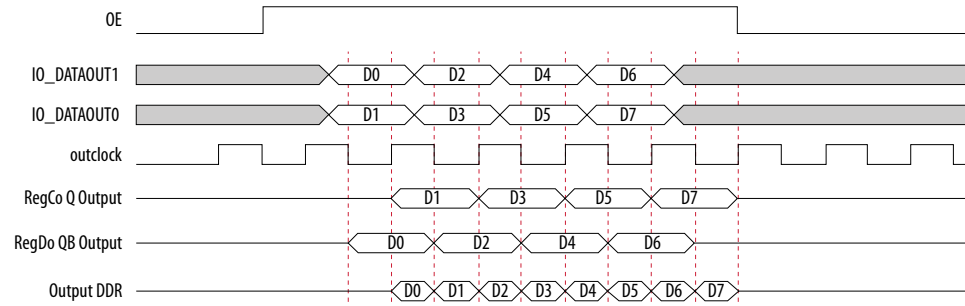 OE
IO_DATAOUT1 D0 D2 D4 D6
IO_DATAOUT0 D1 D3 D5 D7
outclock
RegCo Q Output D1 D3 D5 D7
RegDo QB Output D0 D2 D4 D6
Output DDR D0 D1 D2 D3 D4 D5 D6 D7